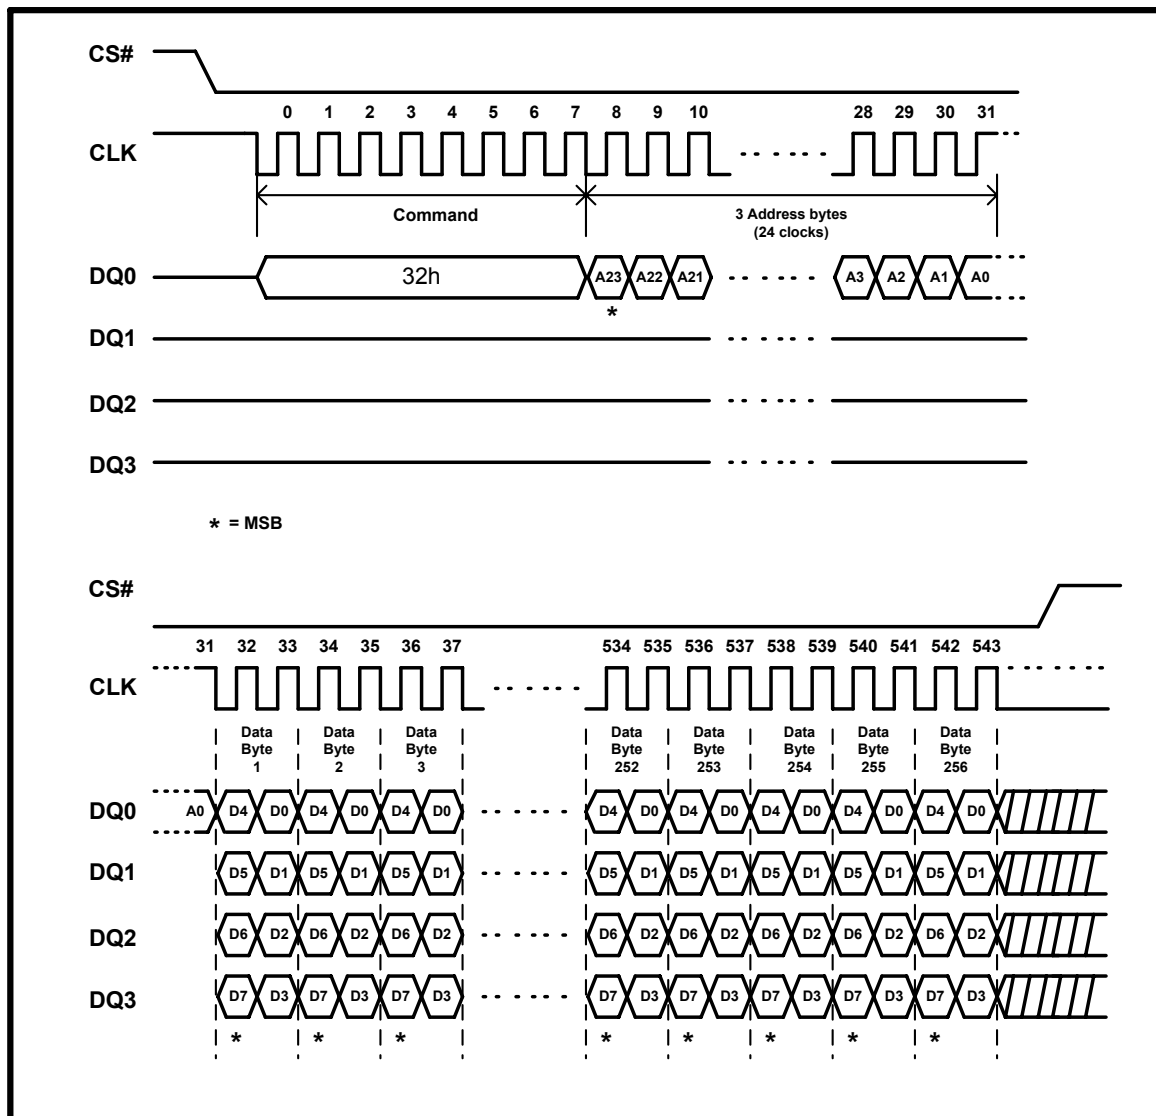 CS#
0 1 2 3 4 5 6 7 8 9 10 28 29 30 31
CLK
Command
3 Address bytes
(24 clocks)
DQ0 32h A23 A22 A21 A3 A2 A1 A0
*
DQ1
DQ2
DQ3
* = MSB
CS#
31 32 33 34 35 36 37 534 535 536 537 538 539 540 541 542 543
CLK
Data Data Data Data Data Data Data Data
Byte Byte Byte Byte Byte Byte Byte Byte
1 2 3 252 253 254 255 256
DQ0 A0 D4 D0 D4 D0 D4 D0 D4 D0 D4 D0 D4 D0 D4 D0 D4 D0
DQ1 D5 D1 D5 D1 D5 D1 D5 D1 D5 D1 D5 D1 D5 D1 D5 D1
DQ2 D6 D2 D6 D2 D6 D2 D6 D2 D6 D2 D6 D2 D6 D2 D6 D2
DQ3 D7 D3 D7 D3 D7 D3 D7 D3 D7 D3 D7 D3 D7 D3 D7 D3
* * * * * * * *